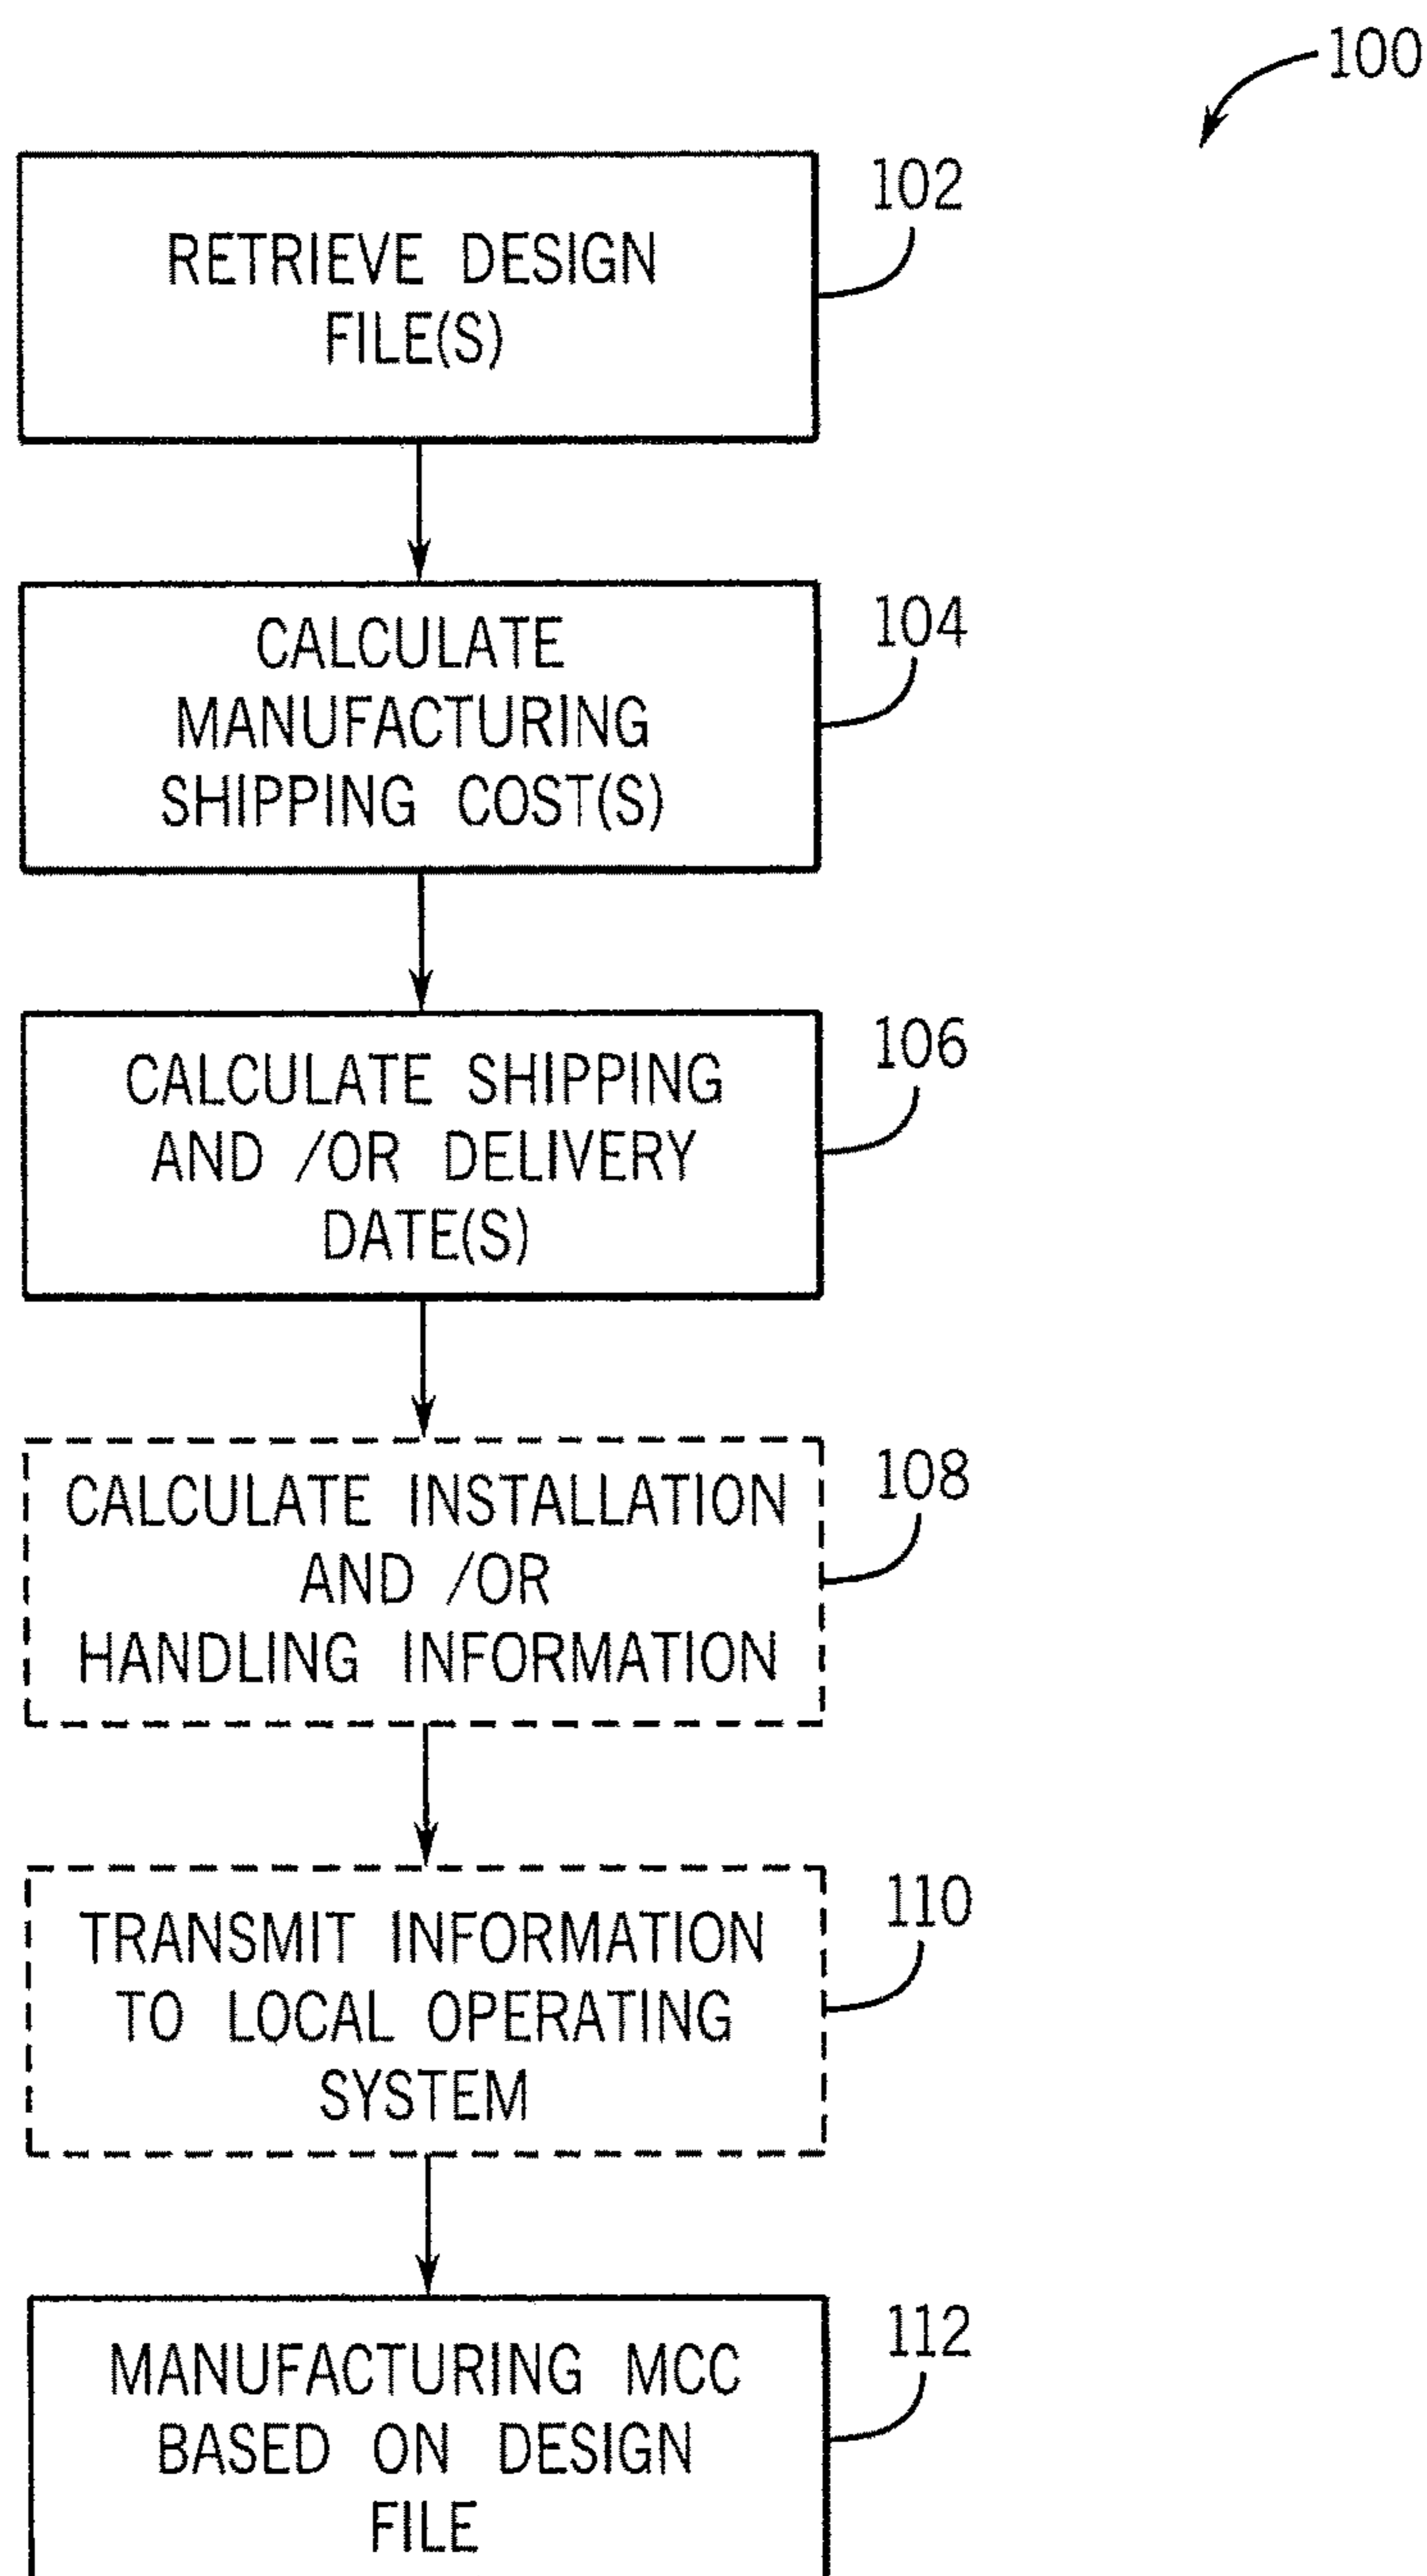 100
102
RETRIEVE DESIGN
FILE(S)
104
CALCULATE
MANUFACTURING
SHIPPING COST(S)
106
CALCULATE SHIPPING
AND /OR DELIVERY
DATE(S)
108
CALCULATE INSTALLATION
AND /OR
HANDLING INFORMATION
110
TRANSMIT INFORMATION
TO LOCAL OPERATING
SYSTEM
112
MANUFACTURING MCC
BASED ON DESIGN
FILE